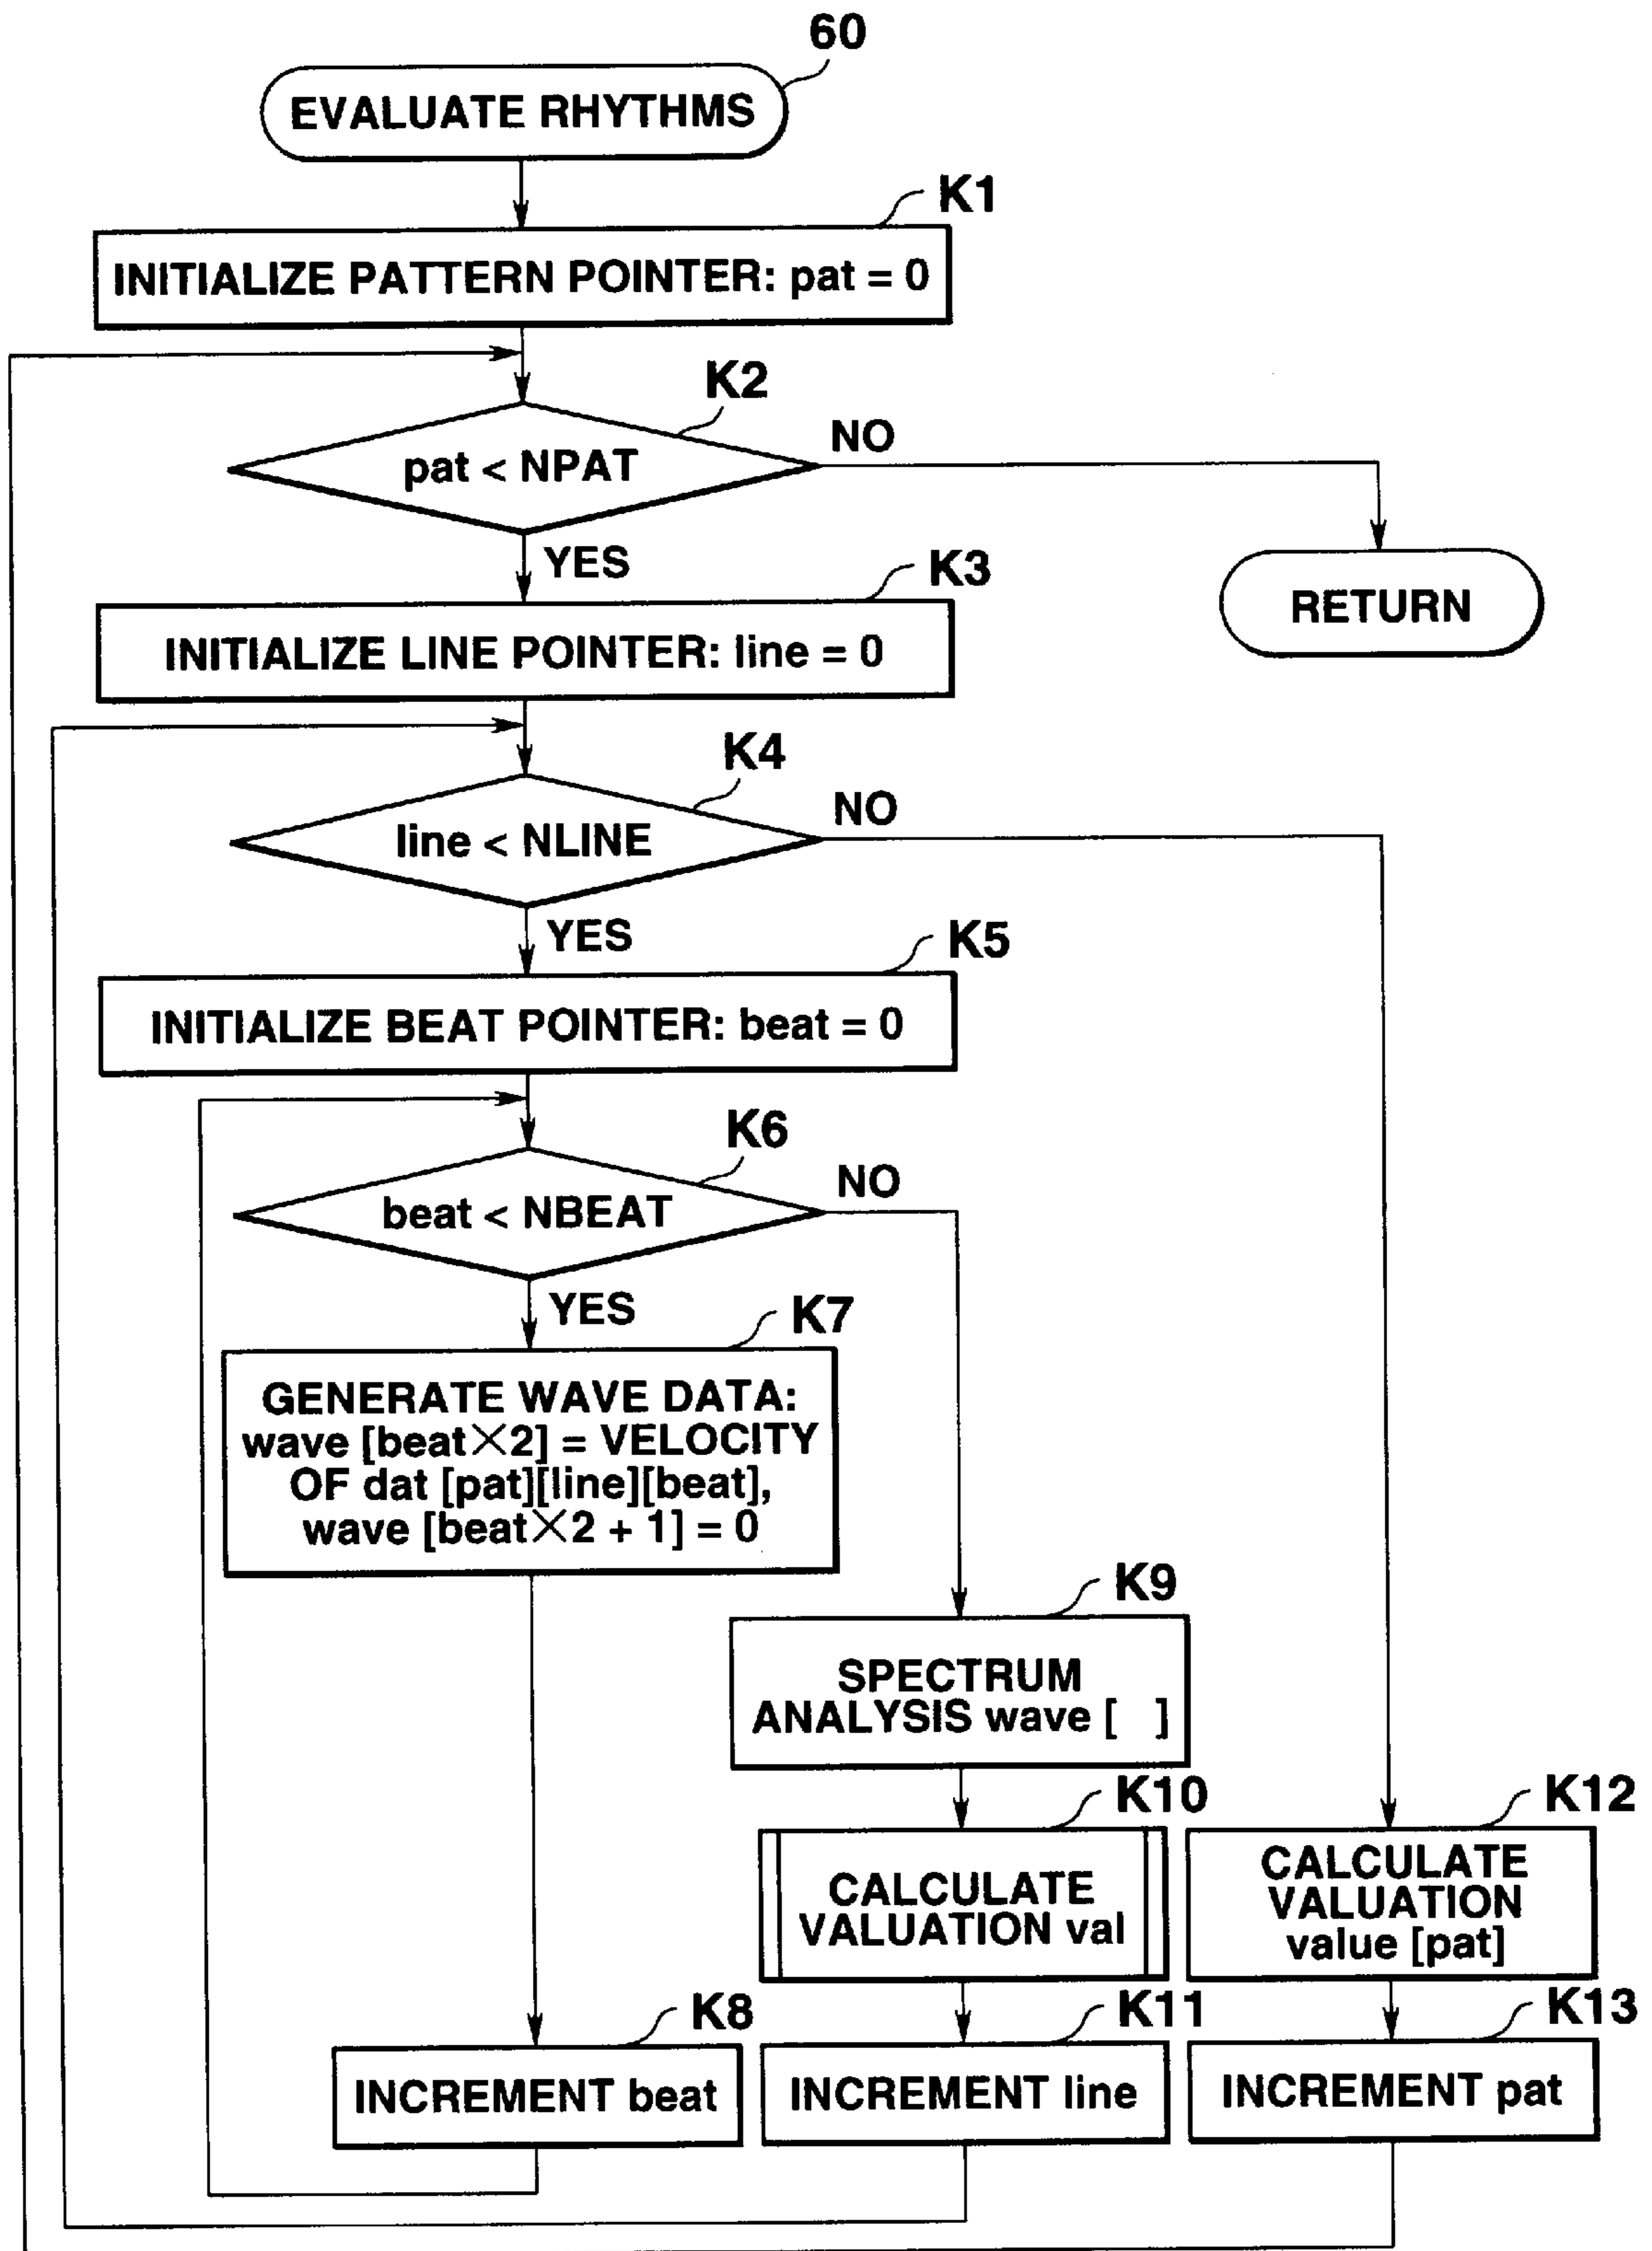 60
EVALUATE RHYTHMS
K1
INITIALIZE PATTERN POINTER: pat = 0
K2
pat < NPAT
NO
YES
RETURN
K3
INITIALIZE LINE POINTER: line = 0
K4
line < NLINE
NO
YES
K5
INITIALIZE BEAT POINTER: beat = 0
K6
beat < NBEAT
NO
YES
K7
GENERATE WAVE DATA:
wave [beat×2] = VELOCITY
OF dat [pat][line][beat],
wave [beat×2 + 1] = 0
K9
SPECTRUM
ANALYSIS wave [ ]
K10
CALCULATE
VALUATION val
K12
CALCULATE
VALUATION
value [pat]
K8
INCREMENT beat
K11
INCREMENT line
K13
INCREMENT pat